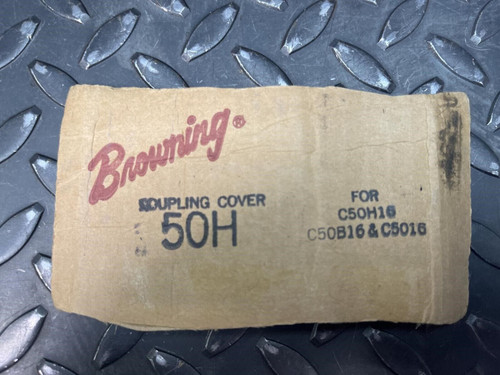 Browning®
COUPLING COVER
50H
FOR
C50H16
C50B16 & C5016